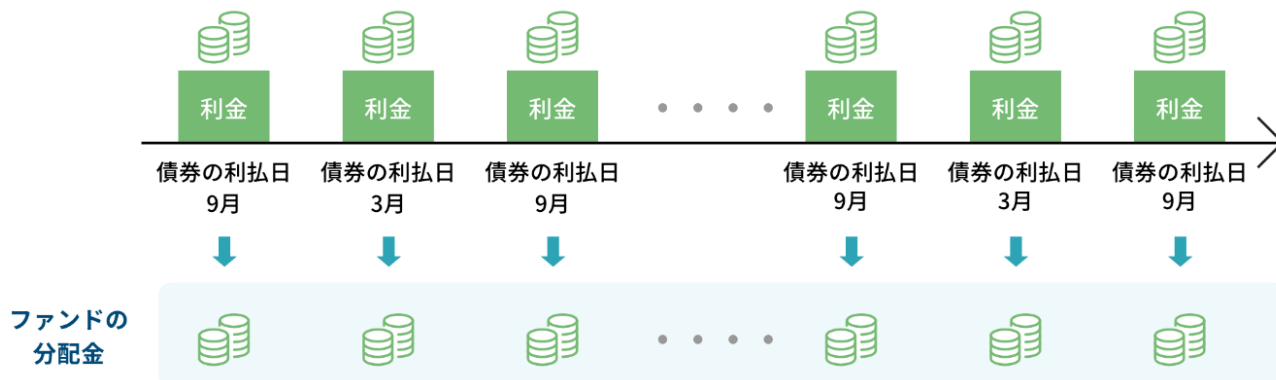 利金 利金 利金 利金 利金 利金
債券の利払日 債券の利払日 債券の利払日 債券の利払日 債券の利払日 債券の利払日
9月 3月 9月 9月 3月 9月
ファンドの
分配金